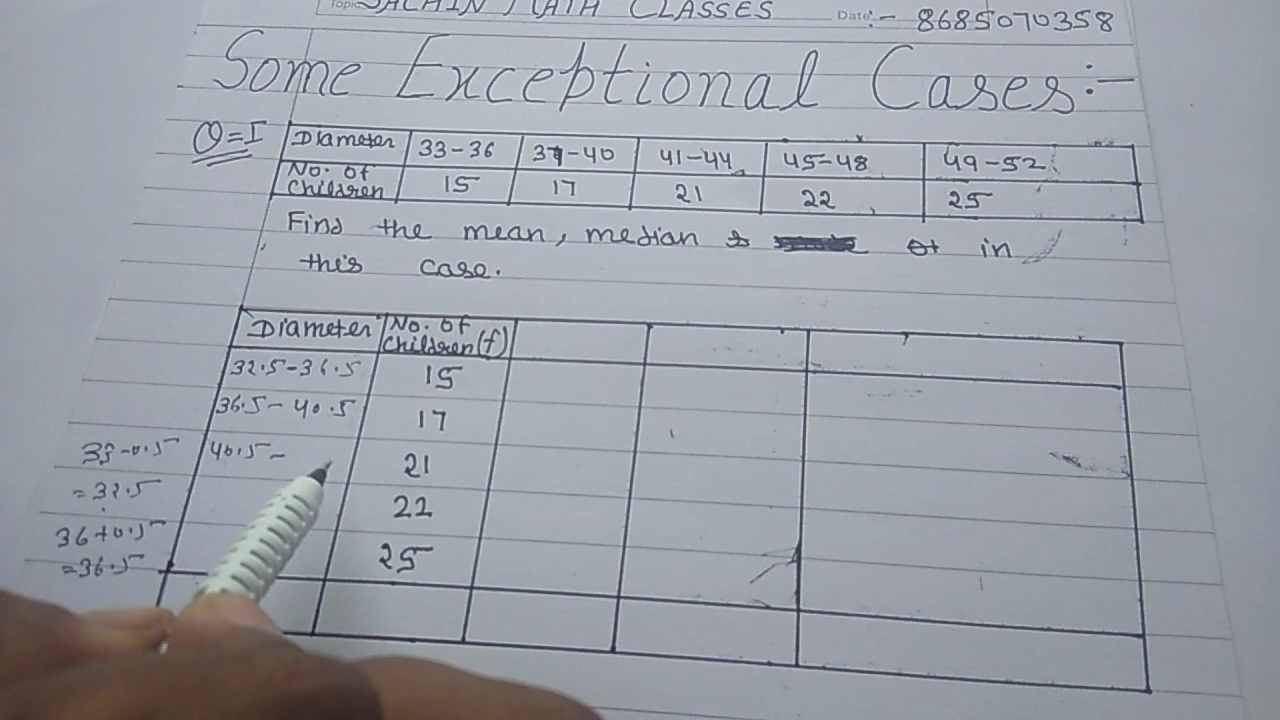 Topic MATH CLASSES Date:- 8685070358
Some Exceptional Cases:-
Q=I
Diameter 33-36 37-40 41-44 45-48 49-52
No. of Children 15 17 21 22 25
Find the mean, median & of in
this case.
Diameter No. of Children (f)
32.5-36.5 15
36.5-40.5 17
33-0.5 40.5- 21
=32.5 22
36+0.5
=36.5 25